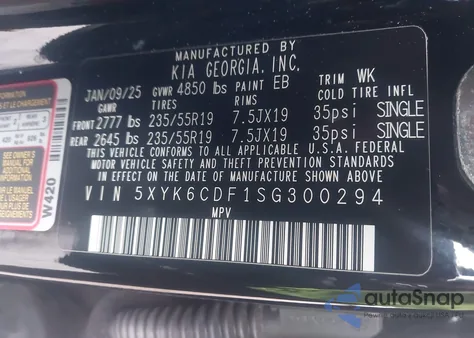 MANUFACTURED BY
KIA GEORGIA, INC.
JAN/09/25 GVWR 4850 lbs PAINT EB TRIM WK
GAWR TIRES RIMS COLD TIRE INFL
FRONT 2777 lbs 235/55R19 7.5JX19 35psi SINGLE
REAR 2645 lbs 235/55R19 7.5JX19 35psi SINGLE
THIS VEHICLE CONFORMS TO ALL APPLICABLE U.S.A. FEDERAL
MOTOR VEHICLE SAFETY, BUMPER, AND THEFT PREVENTION STANDARDS
IN EFFECT ON THE DATE OF MANUFACTURE SHOWN ABOVE.
VIN 5XYK6CDF1SG300294
MPV
W420
autoSnap